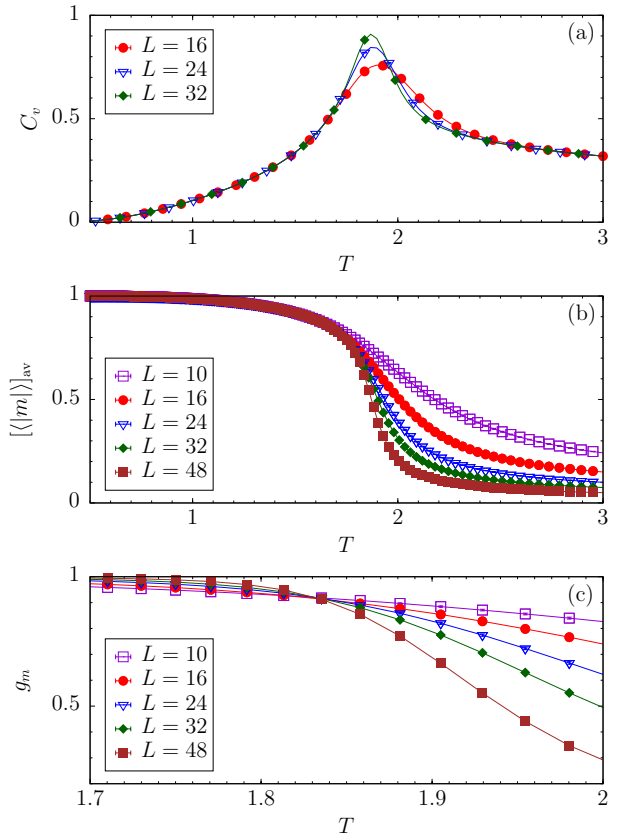 (a)
L = 16
L = 24
L = 32
C_v
1
0.5
0
1 2 3
T
(b)
L = 10
L = 16
L = 24
L = 32
L = 48
[⟨|m|⟩]_av
1
0.5
0
1 2 3
T
(c)
L = 10
L = 16
L = 24
L = 32
L = 48
g_m
1
0.5
1.7 1.8 1.9 2
T